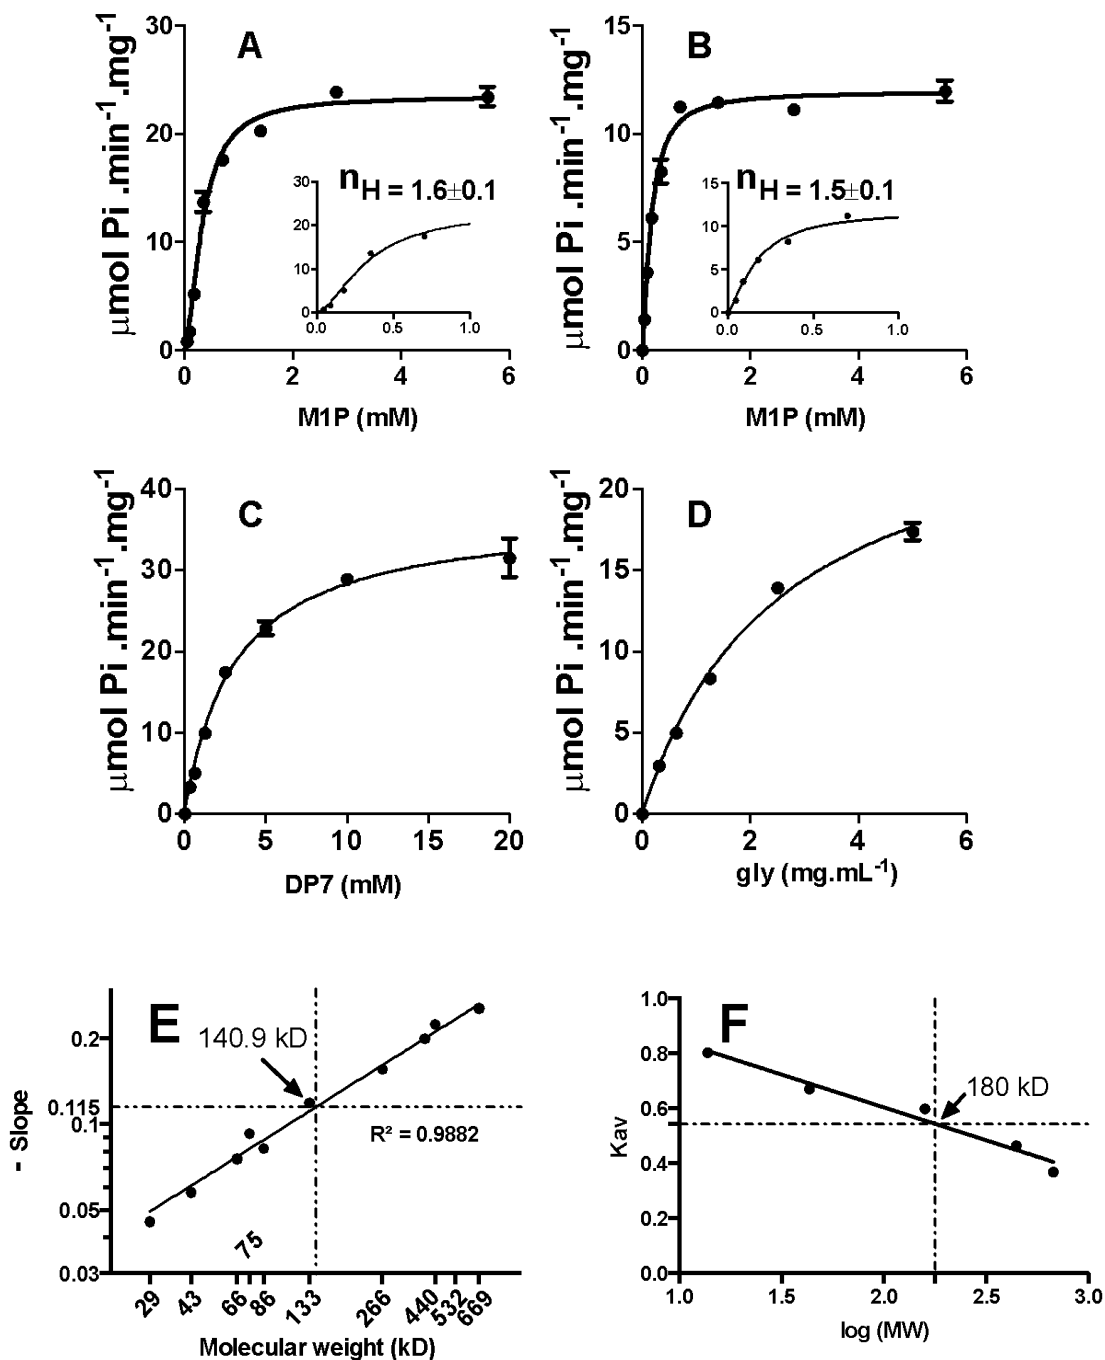 A
μmol Pi .min-1.mg-1
30
20
10
0
0 2 4 6
M1P (mM)
nH = 1.6±0.1
30
20
10
0
0.0 0.5 1.0
B
μmol Pi .min-1.mg-1
15
10
5
0
0 2 4 6
M1P (mM)
nH = 1.5±0.1
15
10
5
0
0.0 0.5 1.0
C
μmol Pi .min-1.mg-1
40
30
20
10
0
0 5 10 15 20
DP7 (mM)
D
μmol Pi .min-1.mg-1
20
15
10
5
0
0 2 4 6
gly (mg.mL-1)
E
140.9 kD
R² = 0.9882
- Slope
0.2
0.115
0.1
0.05
0.03
75
29 43 66 86 133 266 440 532 669
Molecular weight (kD)
F
180 kD
Kav
1.0
0.8
0.6
0.4
0.2
0.0
1.0 1.5 2.0 2.5 3.0
log (MW)